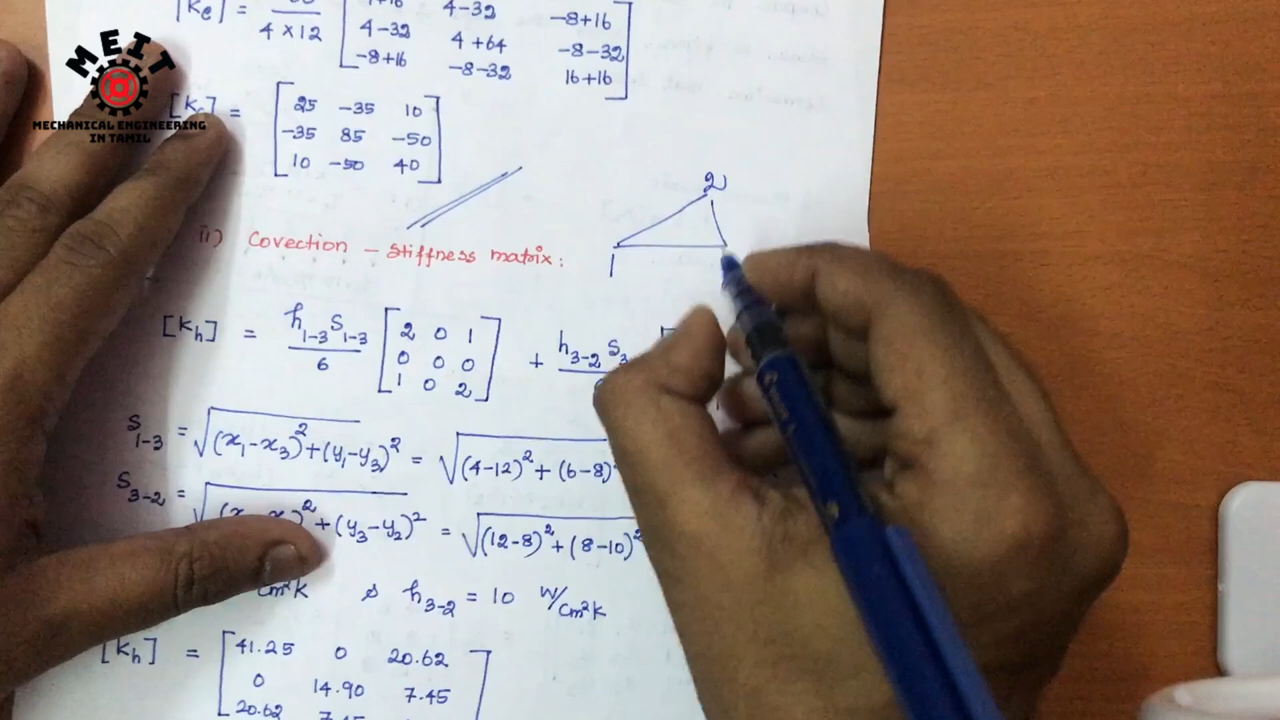 MEIT
MECHANICAL ENGINEERING
IN TAMIL
[Ke] = / 4×12 [ 4-32 -8+16
4-32 4+64 -8-32
-8+16 -8-32 16+16 ]
= [ 25 -35 10
-35 85 -50
10 -50 40 ]
2
ii) Covection - stiffness matrix:
1
[Kh] = h1-3 S1-3 / 6 [ 2 0 1
0 0 0
1 0 2 ] + h3-2 S3
S1-3 = √(x1-x3)²+(y1-y3)² = √(4-12)²+(6-8)
S3-2 = +(y3-y2)² = √(12-8)²+(8-10)²
cm²K & h3-2 = 10 W/cm²K
[Kh] = [ 41.25 0 20.62
0 14.90 7.45
20.62